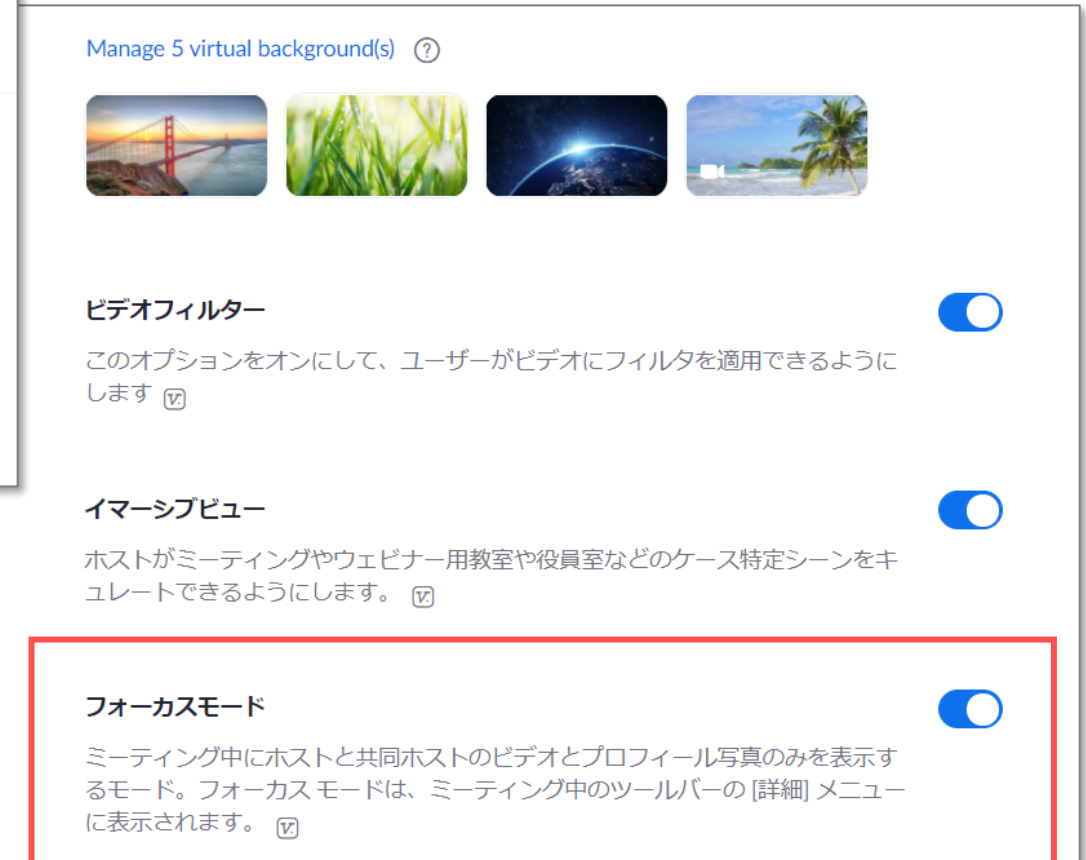 Manage 5 virtual background(s) ?
ビデオフィルター
このオプションをオンにして、ユーザーがビデオにフィルタを適用できるように
します V.
イマーシブビュー
ホストがミーティングやウェビナー用教室や役員室などのケース特定シーンをキ
ュレートできるようにします。 V.
フォーカスモード
ミーティング中にホストと共同ホストのビデオとプロフィール写真のみを表示す
るモード。フォーカス モードは、ミーティング中のツールバーの [詳細] メニュー
に表示されます。 V.